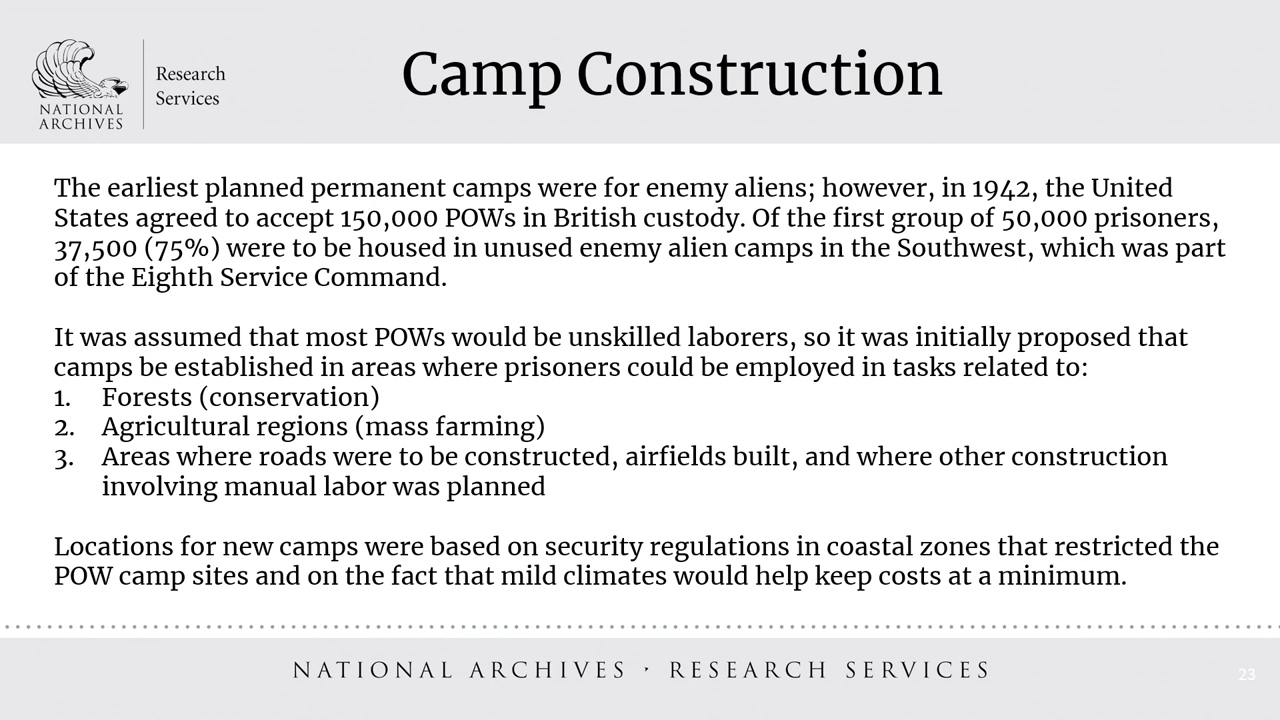 NATIONAL
ARCHIVES
Research
Services
Camp Construction
The earliest planned permanent camps were for enemy aliens; however, in 1942, the United
States agreed to accept 150,000 POWs in British custody. Of the first group of 50,000 prisoners,
37,500 (75%) were to be housed in unused enemy alien camps in the Southwest, which was part
of the Eighth Service Command.
It was assumed that most POWs would be unskilled laborers, so it was initially proposed that
camps be established in areas where prisoners could be employed in tasks related to:
1. Forests (conservation)
2. Agricultural regions (mass farming)
3. Areas where roads were to be constructed, airfields built, and where other construction
involving manual labor was planned
Locations for new camps were based on security regulations in coastal zones that restricted the
POW camp sites and on the fact that mild climates would help keep costs at a minimum.
NATIONAL ARCHIVES · RESEARCH SERVICES
23